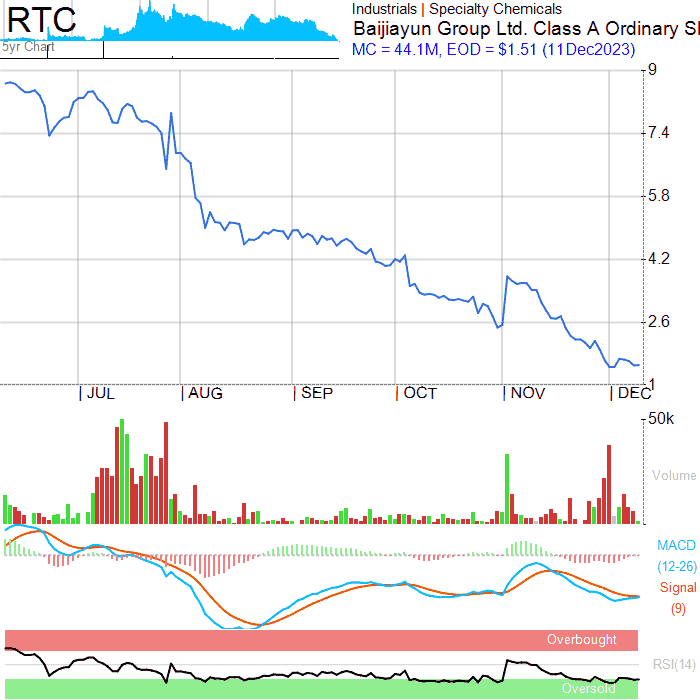 RTC
5yr Chart
Industrials | Specialty Chemicals
Baijiayun Group Ltd. Class A Ordinary Sl
MC = 44.1M, EOD = $1.51 (11Dec2023)
9
7.4
5.8
4.2
2.6
1
JUL AUG SEP OCT NOV DEC
50k
Volume
MACD
(12-26)
Signal
(9)
Overbought
RSI(14)
Oversold